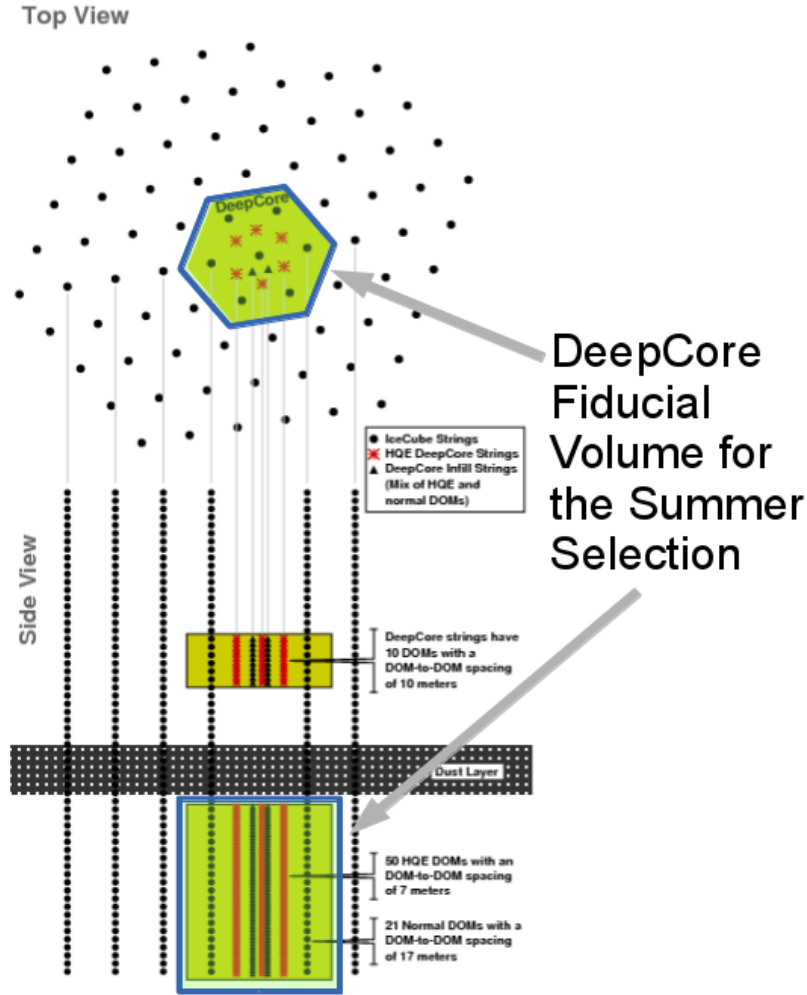 Top View
DeepCore
DeepCore
Fiducial
Volume for
the Summer
Selection
IceCube Strings
HQE DeepCore Strings
DeepCore Infill Strings
(Mix of HQE and
normal DOMs)
Side View
DeepCore strings have
10 DOMs with a
DOM-to-DOM spacing
of 10 meters
Dust Layer
50 HQE DOMs with an
DOM-to-DOM spacing
of 7 meters
21 Normal DOMs with a
DOM-to-DOM spacing
of 17 meters